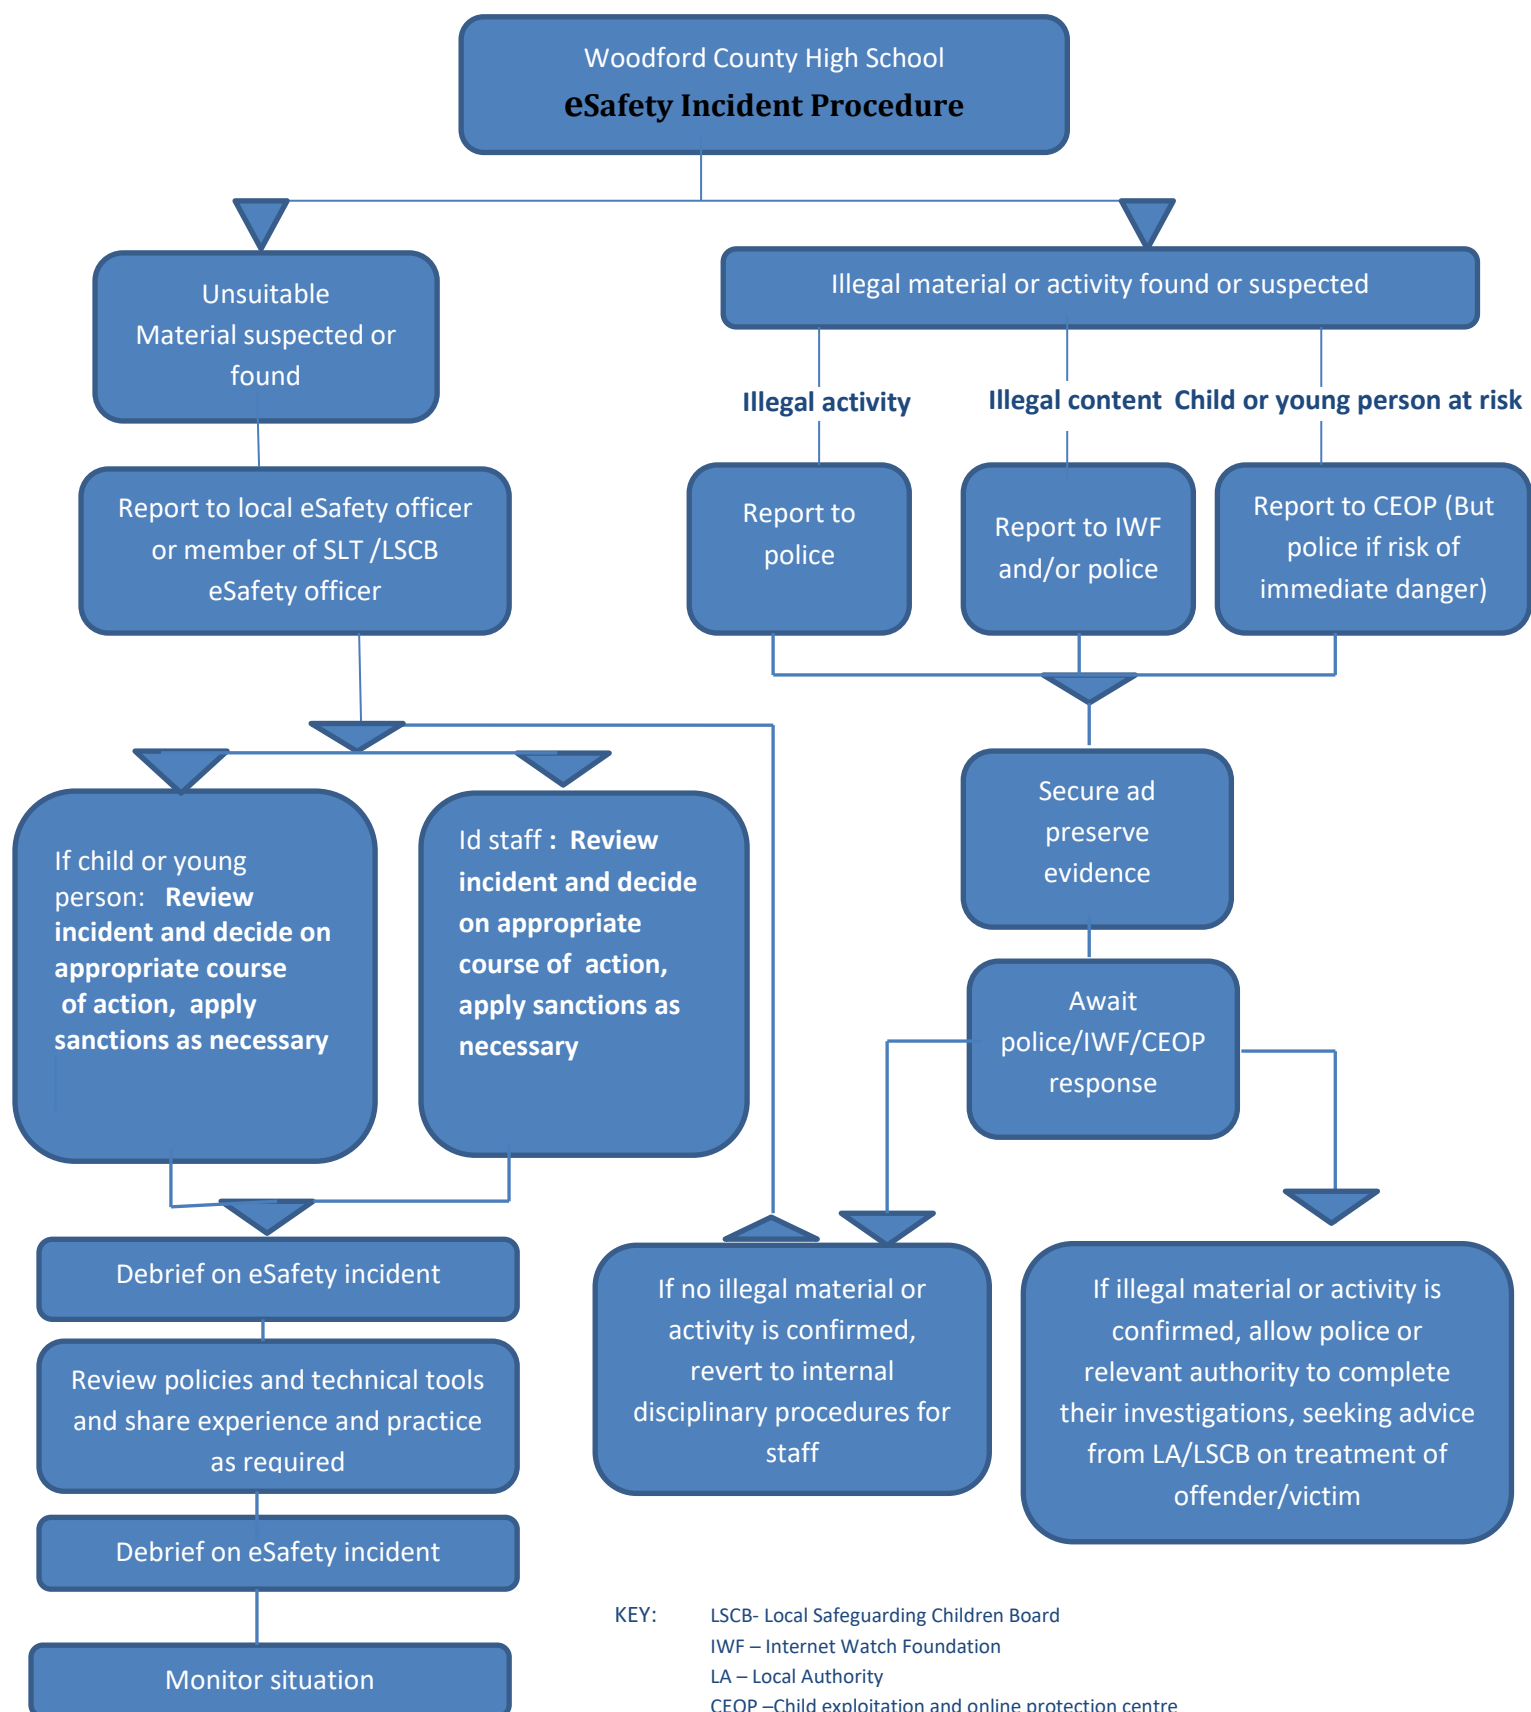 Woodford County High School
eSafety Incident Procedure
Unsuitable
Material suspected or
found
Illegal material or activity found or suspected
Illegal activity
Illegal content
Child or young person at risk
Report to local eSafety officer
or member of SLT /LSCB
eSafety officer
Report to
police
Report to IWF
and/or police
Report to CEOP (But
police if risk of
immediate danger)
If child or young
person: Review
incident and decide on
appropriate course
of action, apply
sanctions as necessary
Id staff : Review
incident and decide
on appropriate
course of action,
apply sanctions as
necessary
Secure ad
preserve
evidence
Await
police/IWF/CEOP
response
Debrief on eSafety incident
Review policies and technical tools
and share experience and practice
as required
Debrief on eSafety incident
Monitor situation
If no illegal material or
activity is confirmed,
revert to internal
disciplinary procedures for
staff
If illegal material or activity is
confirmed, allow police or
relevant authority to complete
their investigations, seeking advice
from LA/LSCB on treatment of
offender/victim
KEY: LSCB- Local Safeguarding Children Board
IWF – Internet Watch Foundation
LA – Local Authority
CEOP –Child exploitation and online protection centre